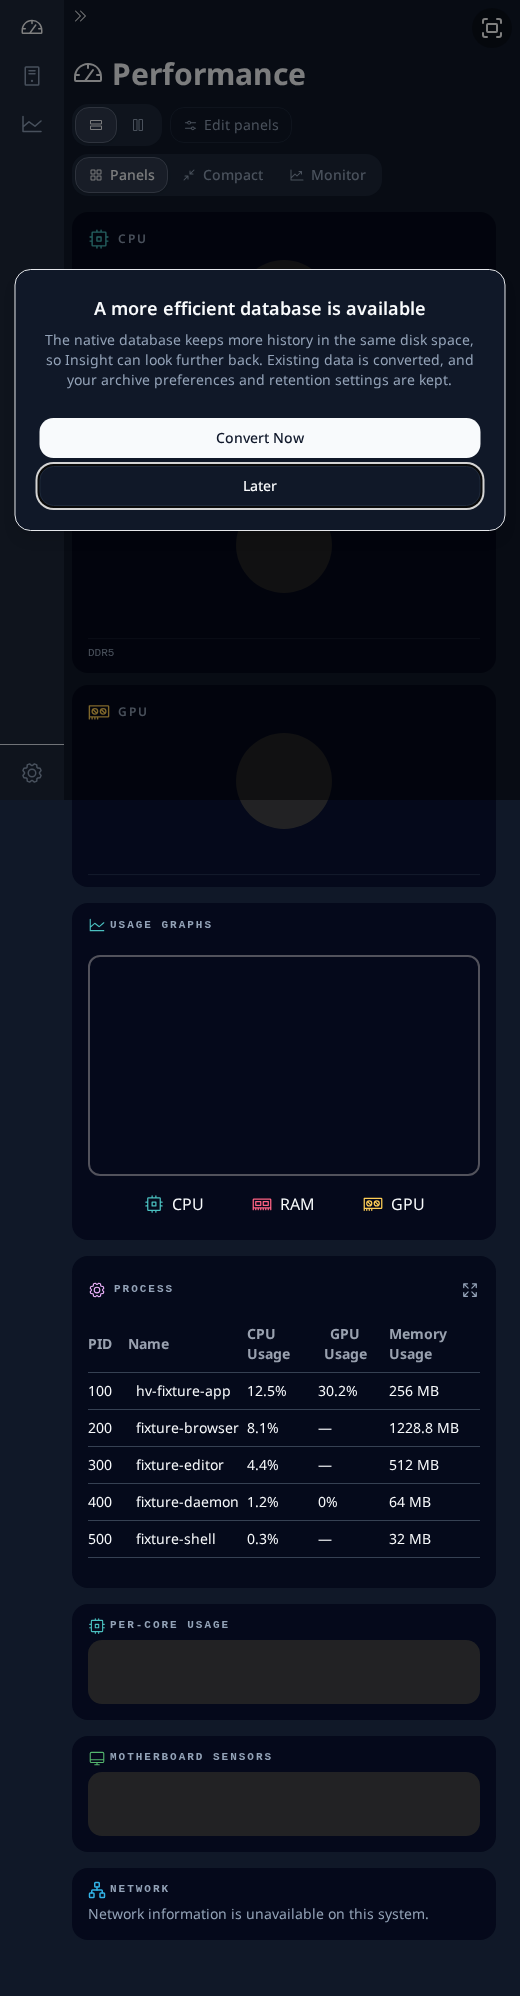 Performance
Edit panels
Panels Compact Monitor
CPU
A more efficient database is available
The native database keeps more history in the same disk space,
so Insight can look further back. Existing data is converted, and
your archive preferences and retention settings are kept.
Convert Now
Later
DDR5
GPU
USAGE GRAPHS
CPU RAM GPU
PROCESS
PID Name CPU Usage GPU Usage Memory Usage
100 hv-fixture-app 12.5% 30.2% 256 MB
200 fixture-browser 8.1% — 1228.8 MB
300 fixture-editor 4.4% — 512 MB
400 fixture-daemon 1.2% 0% 64 MB
500 fixture-shell 0.3% — 32 MB
PER-CORE USAGE
MOTHERBOARD SENSORS
NETWORK
Network information is unavailable on this system.